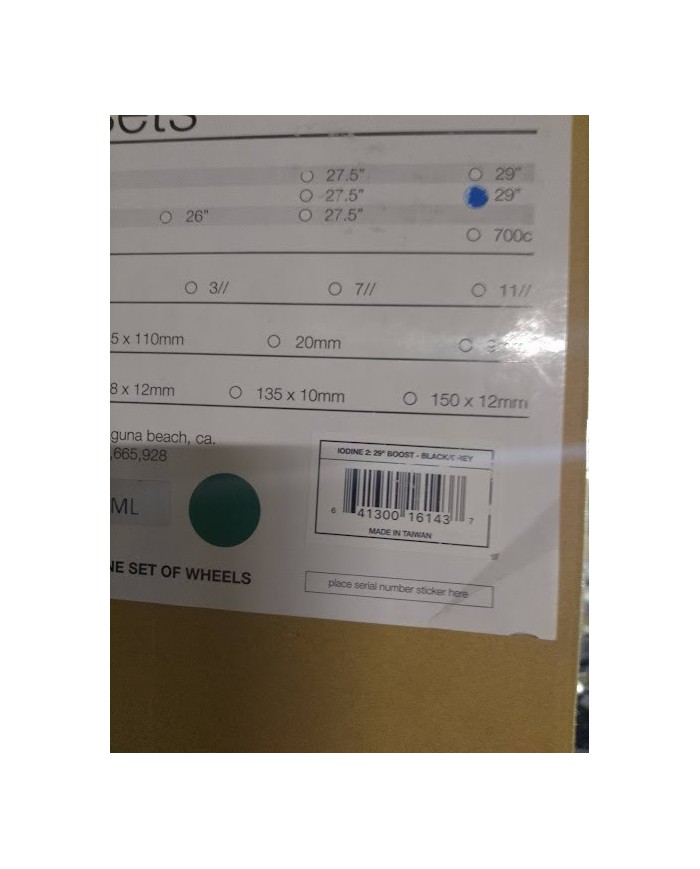 sets
27.5" 29"
27.5" 29"
26" 27.5"
700c
3// 7// 11//
5 x 110mm 20mm
8 x 12mm 135 x 10mm 150 x 12mm
guna beach, ca.
,665,928
ML
NE SET OF WHEELS
IODINE 2: 29" BOOST - BLACK/GREY
6 41300 16143 7
MADE IN TAIWAN
place serial number sticker here